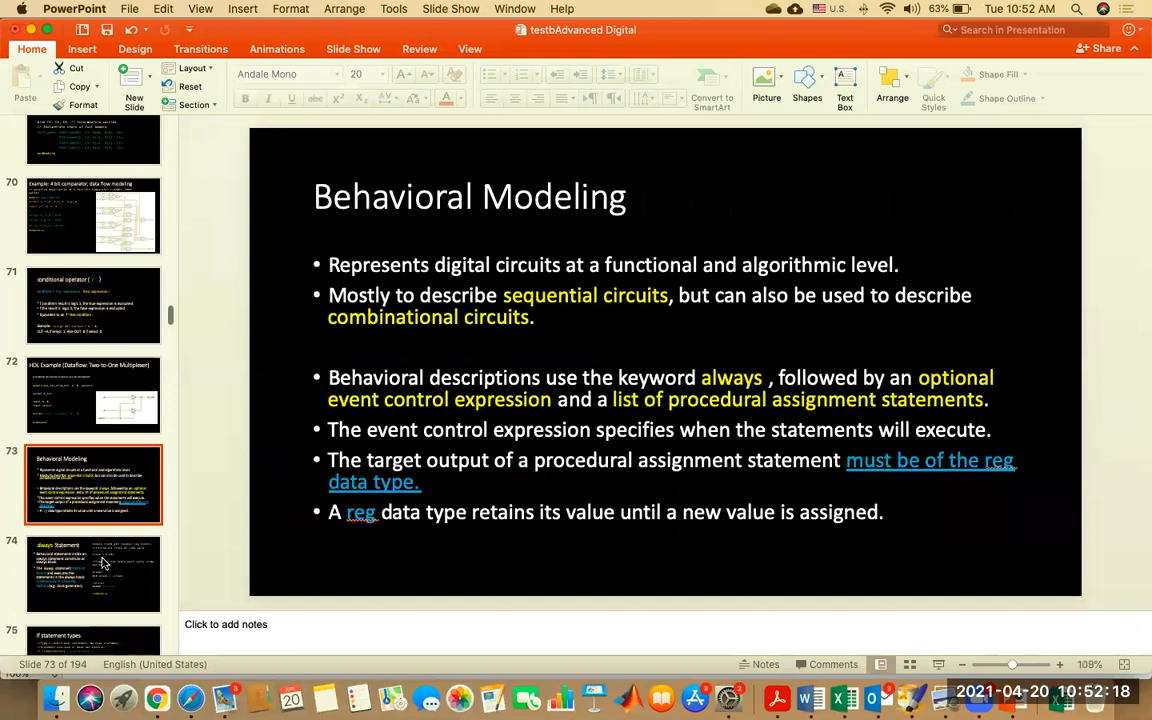 PowerPoint File Edit View Insert Format Arrange Tools Slide Show Window Help U.S. 63% Tue 10:52 AM
testbAdvanced Digital
Search in Presentation
Home Insert Design Transitions Animations Slide Show Review View
Share
Paste
Cut
Copy
Format
New Slide
Layout
Reset
Section
Andale Mono 20
Convert to SmartArt
Picture
Shapes
Text Box
Arrange
Quick Styles
Shape Fill
Shape Outline
70
Example: 4 bit comparator, data flow modeling
71
conditional operator ( ? : )
72
HDL Example (Dataflow: Two-to-One Multiplexer)
73
Behavioral Modeling
74
always Statement
75
If statement types
Behavioral Modeling
• Represents digital circuits at a functional and algorithmic level.
• Mostly to describe sequential circuits, but can also be used to describe
combinational circuits.
• Behavioral descriptions use the keyword always , followed by an optional
event control expression and a list of procedural assignment statements.
• The event control expression specifies when the statements will execute.
• The target output of a procedural assignment statement must be of the reg
data type.
• A reg data type retains its value until a new value is assigned.
Click to add notes
Slide 73 of 194 English (United States)
Notes Comments 109%
2021-04-20 10:52:18